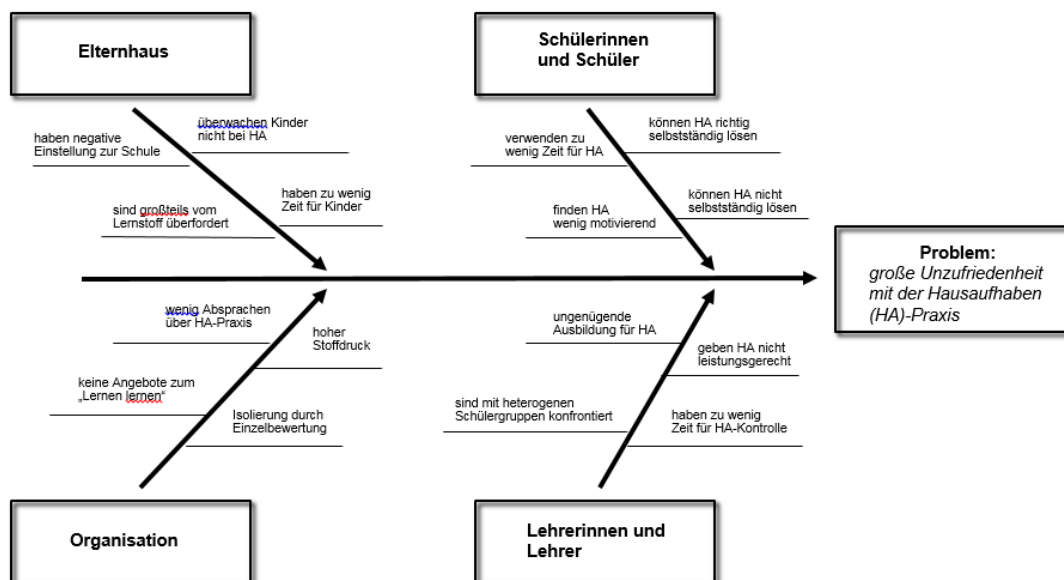 Elternhaus
Schülerinnen
und Schüler
haben negative
Einstellung zur Schule
überwachen Kinder
nicht bei HA
sind großteils vom
Lernstoff überfordert
haben zu wenig
Zeit für Kinder
verwenden zu
wenig Zeit für HA
können HA richtig
selbstständig lösen
finden HA
wenig motivierend
können HA nicht
selbstständig lösen
Problem:
große Unzufriedenheit
mit der Hausaufhaben
(HA)-Praxis
wenig Absprachen
über HA-Praxis
hoher
Stoffdruck
keine Angebote zum
„Lernen lernen“
Isolierung durch
Einzelbewertung
ungenügende
Ausbildung für HA
geben HA nicht
leistungsgerecht
sind mit heterogenen
Schülergruppen konfrontiert
haben zu wenig
Zeit für HA-Kontrolle
Organisation
Lehrerinnen und
Lehrer